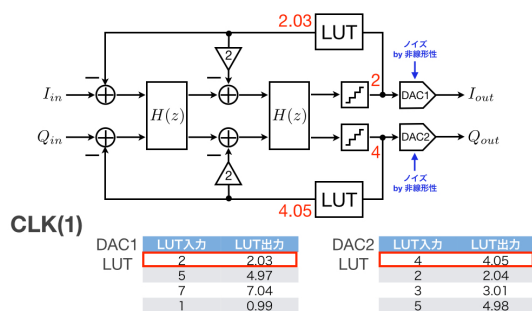 2.03
LUT
2
ノイズ
by 非線形性
2
I_in
H(z)
H(z)
DAC1
I_out
Q_in
DAC2
Q_out
4
2
ノイズ
by 非線形性
4.05
LUT
CLK(1)
DAC1
LUT
LUT入力 LUT出力
2 2.03
5 4.97
7 7.04
1 0.99
DAC2
LUT
LUT入力 LUT出力
4 4.05
2 2.04
3 3.01
5 4.98